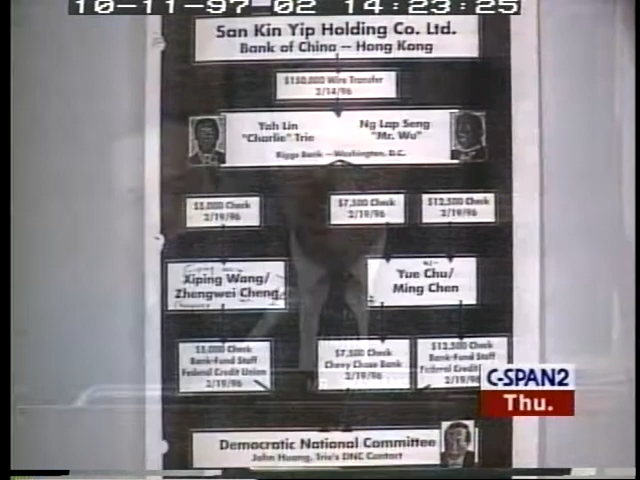 10-11-97-02 14:23:25
San Kin Yip Holding Co. Ltd.
Bank of China -- Hong Kong
$150,000 Wire Transfer
2/14/96
Yah Lin
"Charlie" Trie
Ng Lap Seng
"Mr. Wu"
Riggs Bank -- Washington, D.C.
$5,000 Check
2/19/96
$7,500 Check
2/19/96
$12,500 Check
2/19/96
Xiping Wang/
Zhengwei Cheng
Yue Chu/
Ming Chen
$5,000 Check
Bank-Fund Staff
Federal Credit Union
2/19/96
$7,500 Check
Chevy Chase Bank
2/19/96
$12,500 Check
Bank-Fund Staff
Federal Credit
2/19/96
C-SPAN2
Thu.
Democratic National Committee
John Huang, Trie's DNC Contact